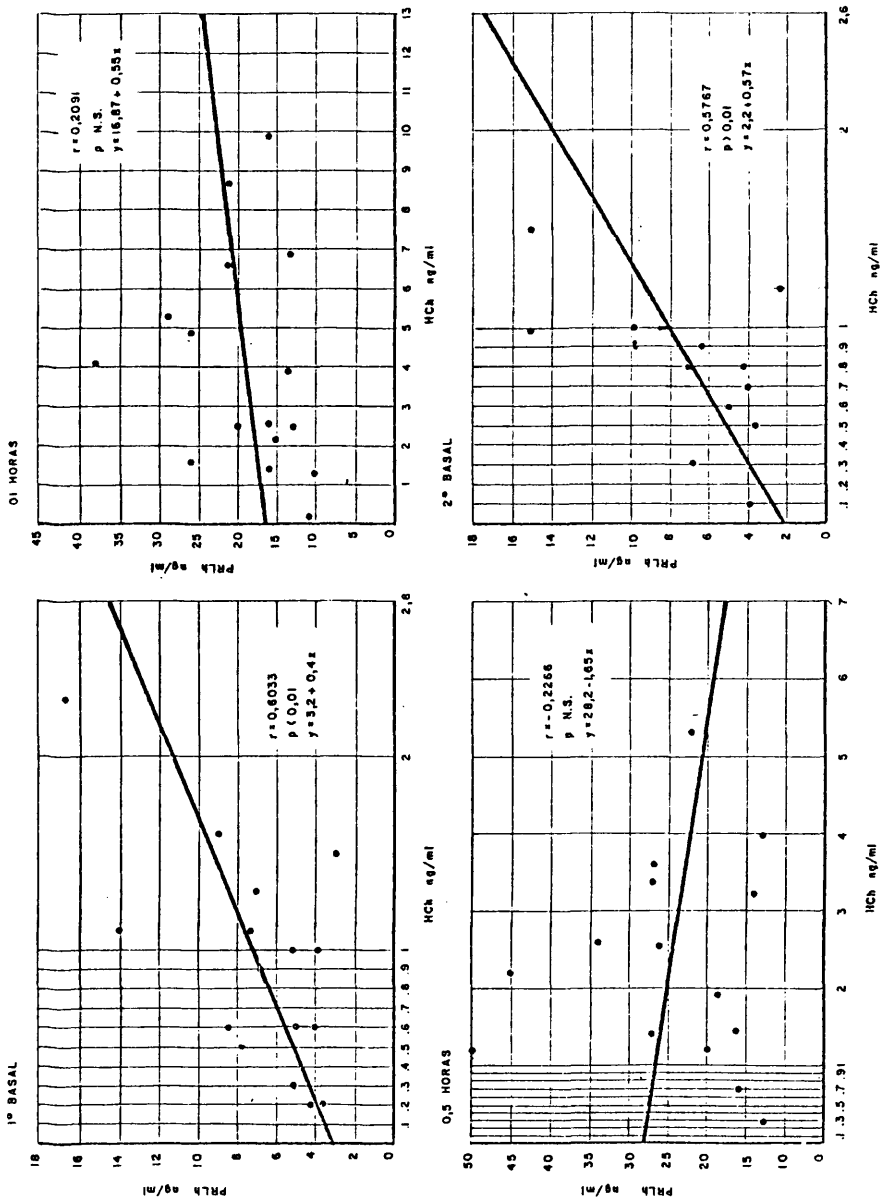 1º BASAL
18
16
14
12
10
8
6
4
2
0
PRLh ng/ml
r=0,6033
p < 0,01
y=3,2+0,4x
.1 .2 .3 .4 .5 .6 .7 .8 .9 1 2 2,8
HCh ng/ml
01 HORAS
45
40
35
30
25
20
15
10
5
0
PRLh ng/ml
r=0,2091
p N.S.
y=16,87+0,55x
1 2 3 4 5 6 7 8 9 10 11 12 13
HCh ng/ml
0,5 HORAS
50
45
40
35
30
25
20
15
10
5
0
PRLh ng/ml
r=-0,2266
p N.S.
y=28,2-1,65x
.1 .3 .5 .7 .9 1 2 3 4 5 7
HCh ng/ml
2º BASAL
18
16
14
12
10
8
6
4
2
0
PRLh ng/ml
r=0,5767
p > 0,01
y=2,2+0,57x
.1 .2 .3 .4 .5 .6 .7 .8 .9 1 2 2,6
HCh ng/ml